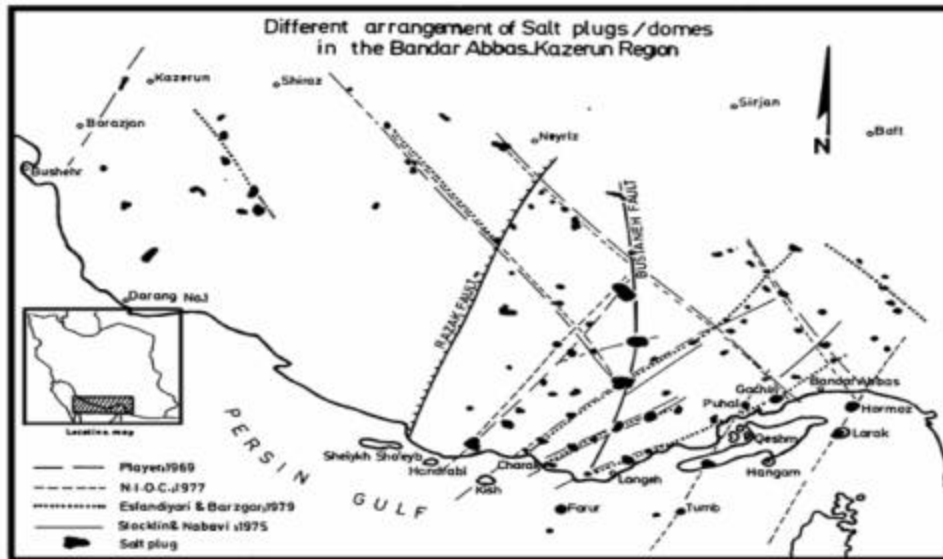 Different arrangement of Salt plugs/domes
in the Bandar Abbas-Kazerun Region
Kazerun
Shiraz
Sirjan
Borazjan
Neyriz
Baft
N
Bushehr
BUSTANEH FAULT
RAZAK FAULT
Darang No.1
Location map
PERSIN GULF
Sheiykh Sho'eyb
Handrabi
Kish
Charak
Langeh
Farur
Tumb
Puhal
Gachin
Bandar Abbas
Hormoz
Qeshm
Larak
Hangam
Player,1969
N.I.O.C.,1977
Esfandiyari & Barzgar,1979
Stocklin& Nabavi,1975
Salt plug